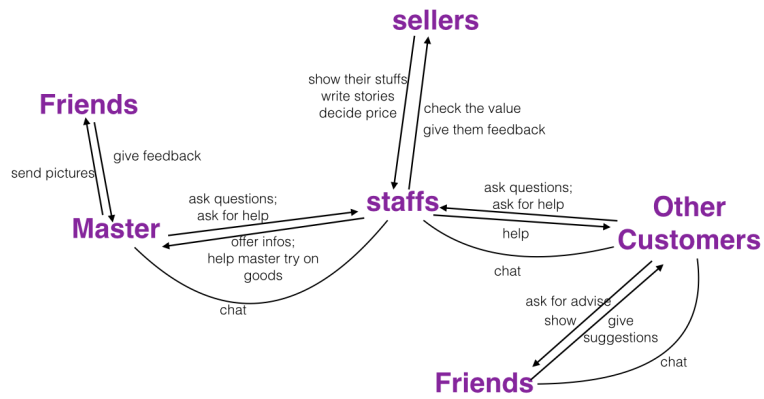 sellers
show their stuffs
write stories
decide price
check the value
give them feedback
Friends
send pictures
give feedback
Master
ask questions;
ask for help
offer infos;
help master try on
goods
chat
staffs
ask questions;
ask for help
help
chat
Other
Customers
ask for advise
show
give
suggestions
chat
Friends